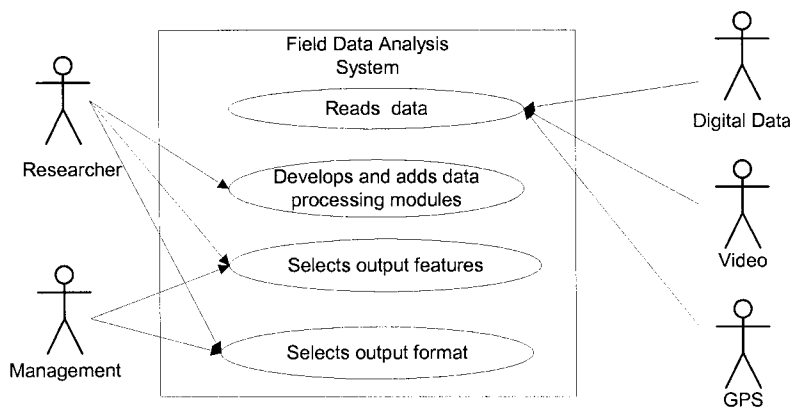 Field Data Analysis
System
Reads data
Digital Data
Researcher
Develops and adds data
processing modules
Video
Selects output features
Management
Selects output format
GPS